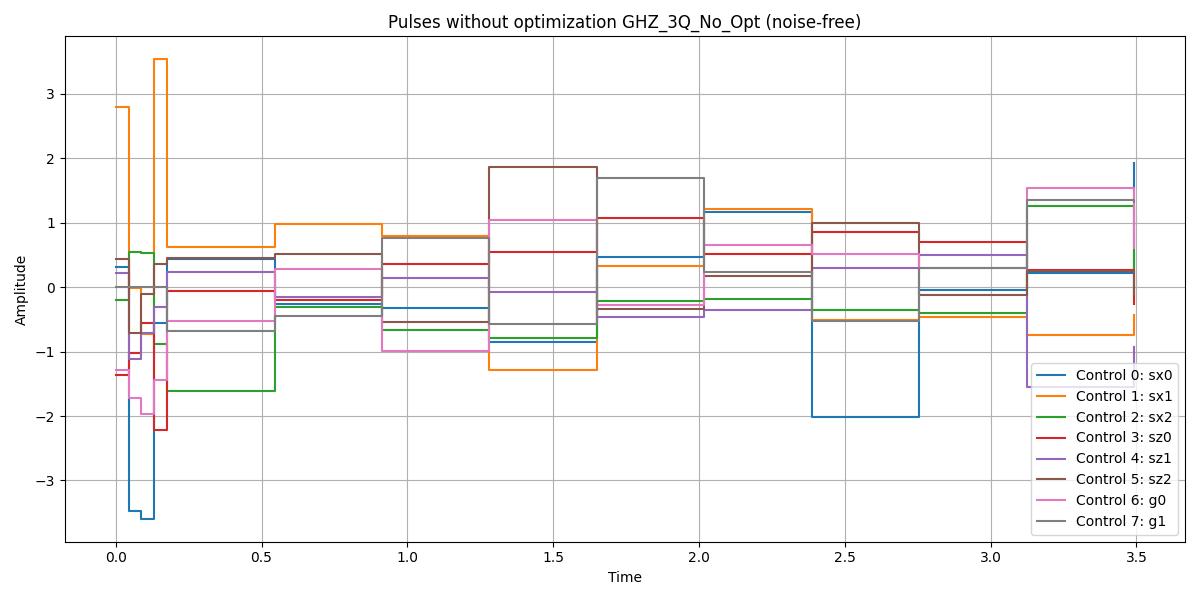 Pulses without optimization GHZ_3Q_No_Opt (noise-free)
Amplitude
3
2
1
0
−1
−2
−3
0.0
0.5
1.0
1.5
2.0
2.5
3.0
3.5
Time
Control 0: sx0
Control 1: sx1
Control 2: sx2
Control 3: sz0
Control 4: sz1
Control 5: sz2
Control 6: g0
Control 7: g1